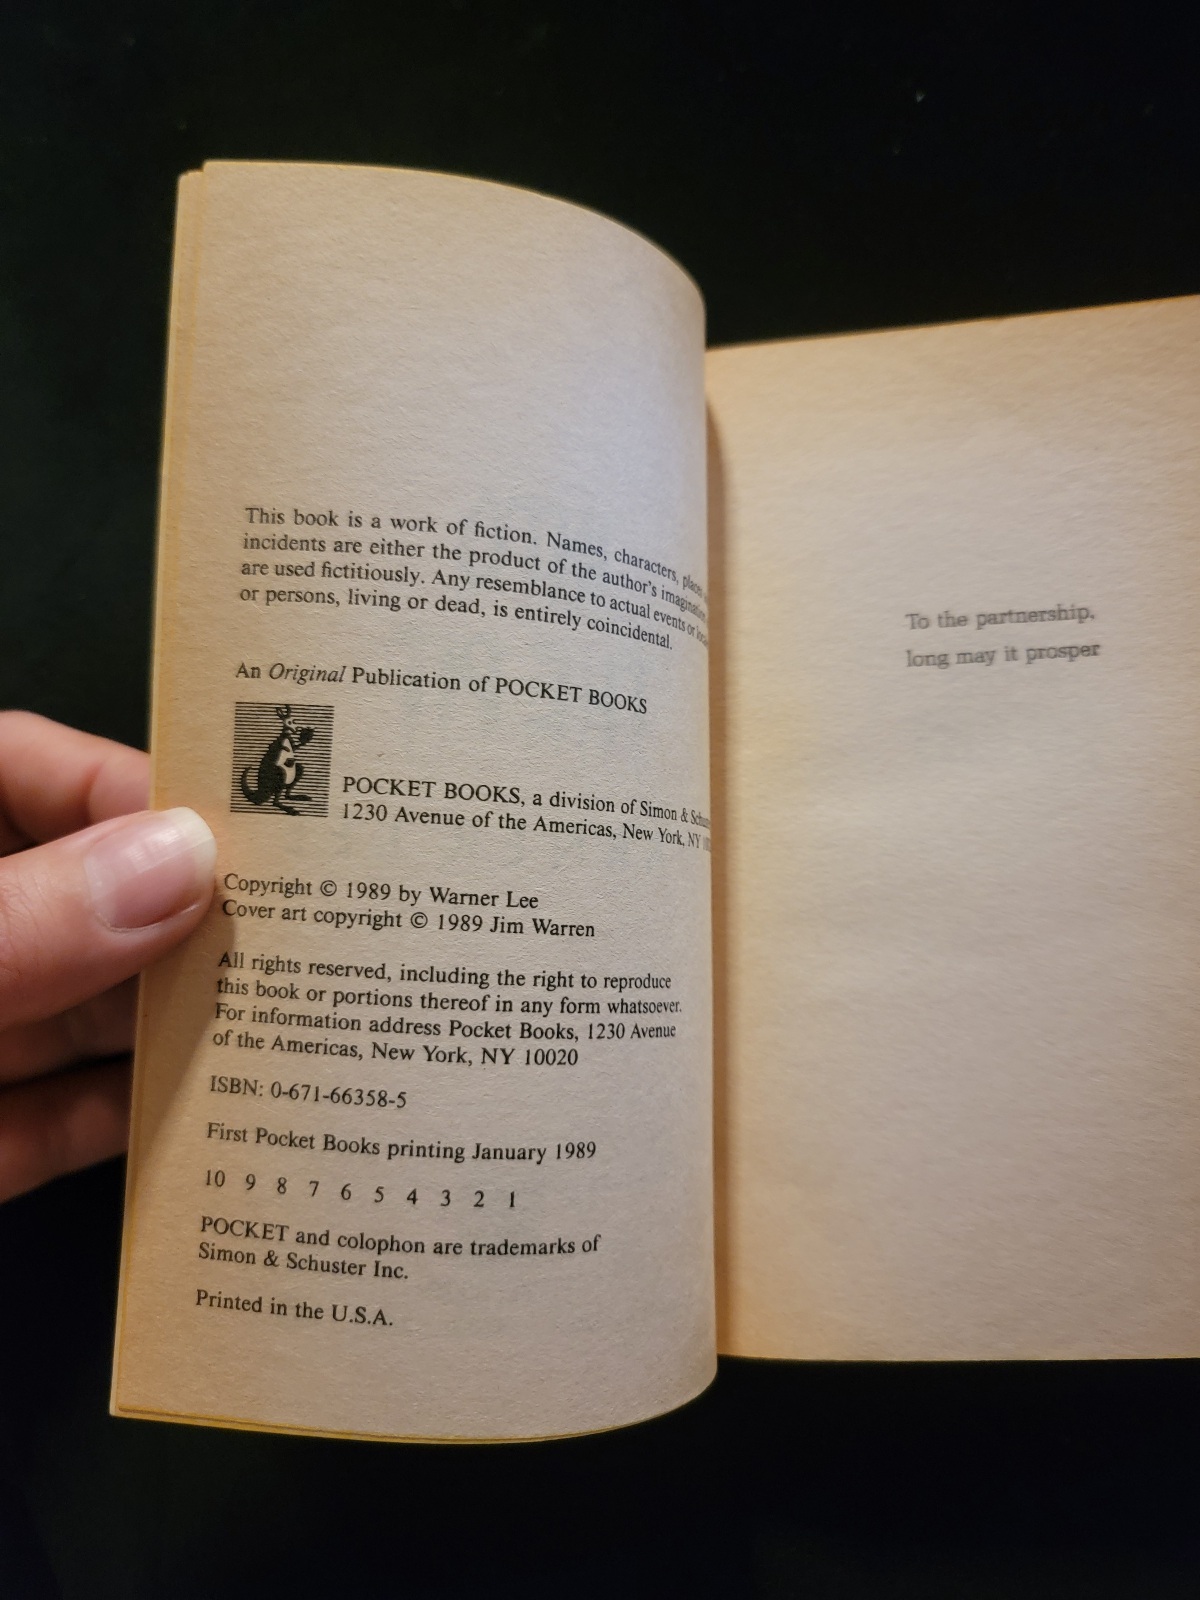 This book is a work of fiction. Names, characters, places
incidents are either the product of the author's imagination
are used fictitiously. Any resemblance to actual events or
or persons, living or dead, is entirely coincidental.
An Original Publication of POCKET BOOKS
POCKET BOOKS, a division of Simon &
1230 Avenue of the Americas, New York, NY
Copyright © 1989 by Warner Lee
Cover art copyright © 1989 Jim Warren
All rights reserved, including the right to reproduce
this book or portions thereof in any form whatsoever.
For information address Pocket Books, 1230 Avenue
of the Americas, New York, NY 10020
ISBN: 0-671-66358-5
First Pocket Books printing January 1989
10 9 8 7 6 5 4 3 2 1
POCKET and colophon are trademarks of
Simon & Schuster Inc.
Printed in the U.S.A.
To the partnership,
long may it prosper